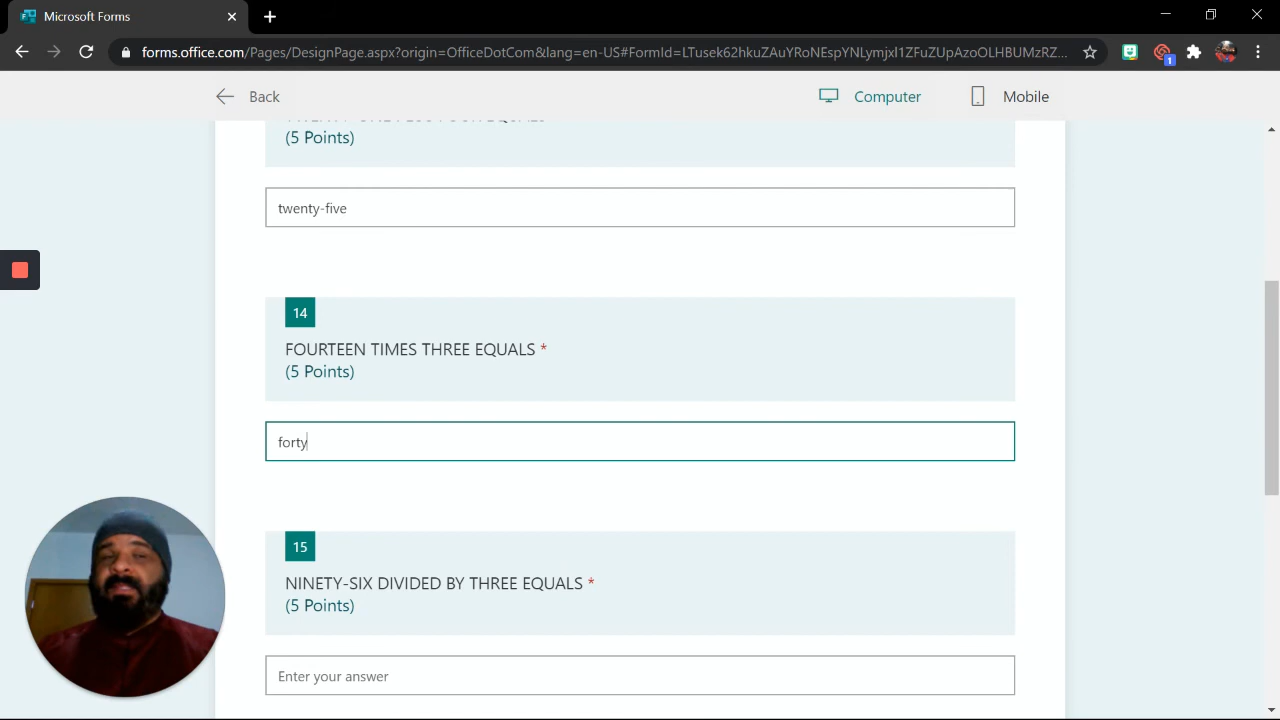 Microsoft Forms
forms.office.com/Pages/DesignPage.aspx?origin=OfficeDotCom&lang=en-US#FormId=LTusek62hkuZAuYRoNEspYNLymjxI1ZFuZUpAzoOLHBUMzRZ...
1
Back
Computer
Mobile
(5 Points)
twenty-five
14
FOURTEEN TIMES THREE EQUALS *
(5 Points)
forty
15
NINETY-SIX DIVIDED BY THREE EQUALS *
(5 Points)
Enter your answer